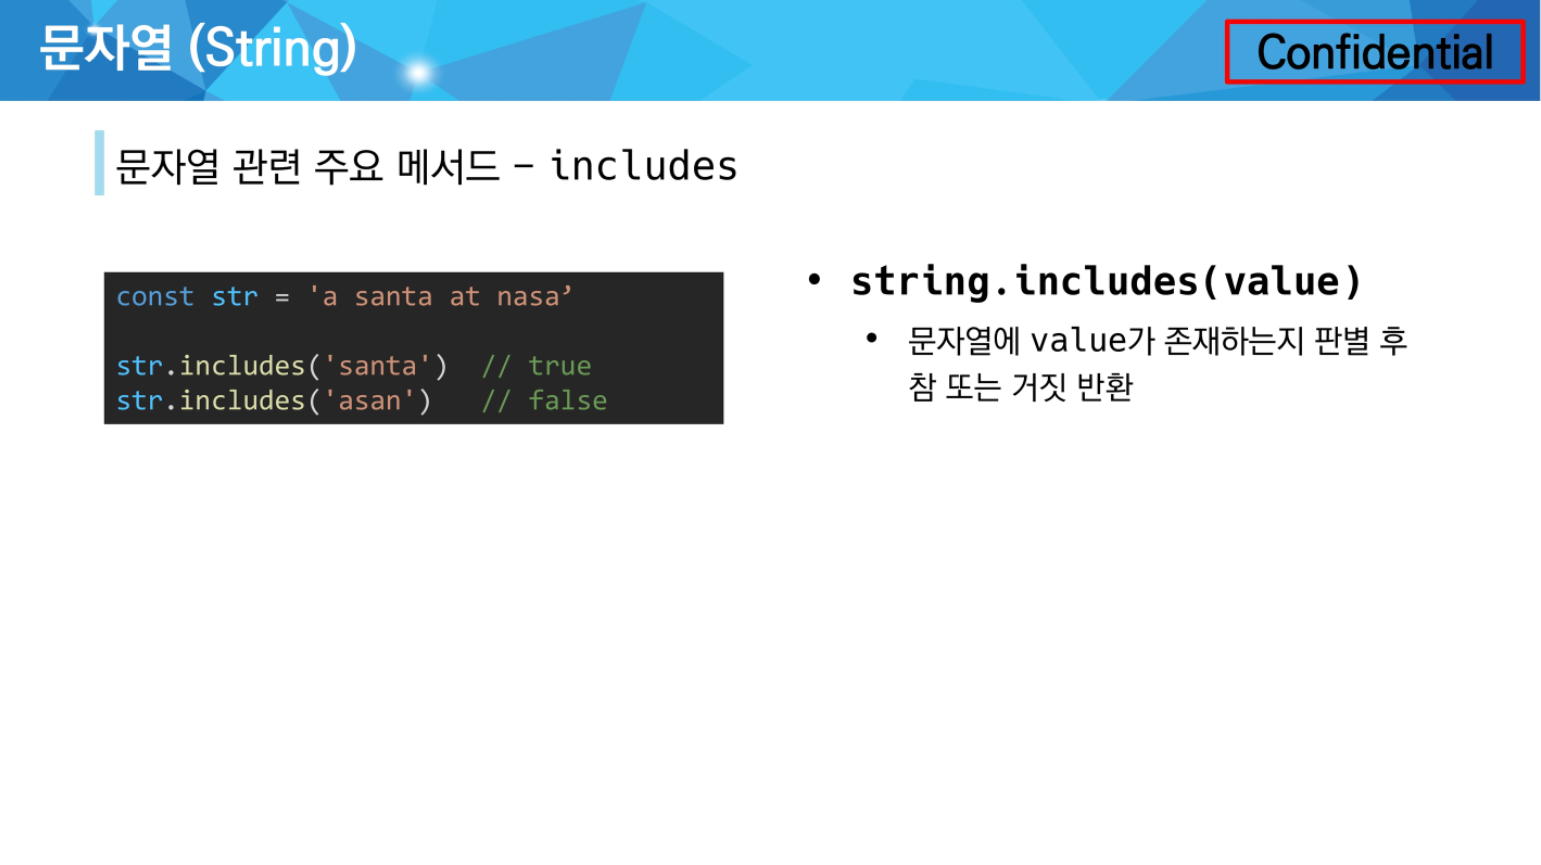 문자열 (String)
Confidential
문자열 관련 주요 메서드 – includes
const str = 'a santa at nasa’
str.includes('santa')  // true
str.includes('asan')   // false
• string.includes(value)
• 문자열에 value가 존재하는지 판별 후
참 또는 거짓 반환